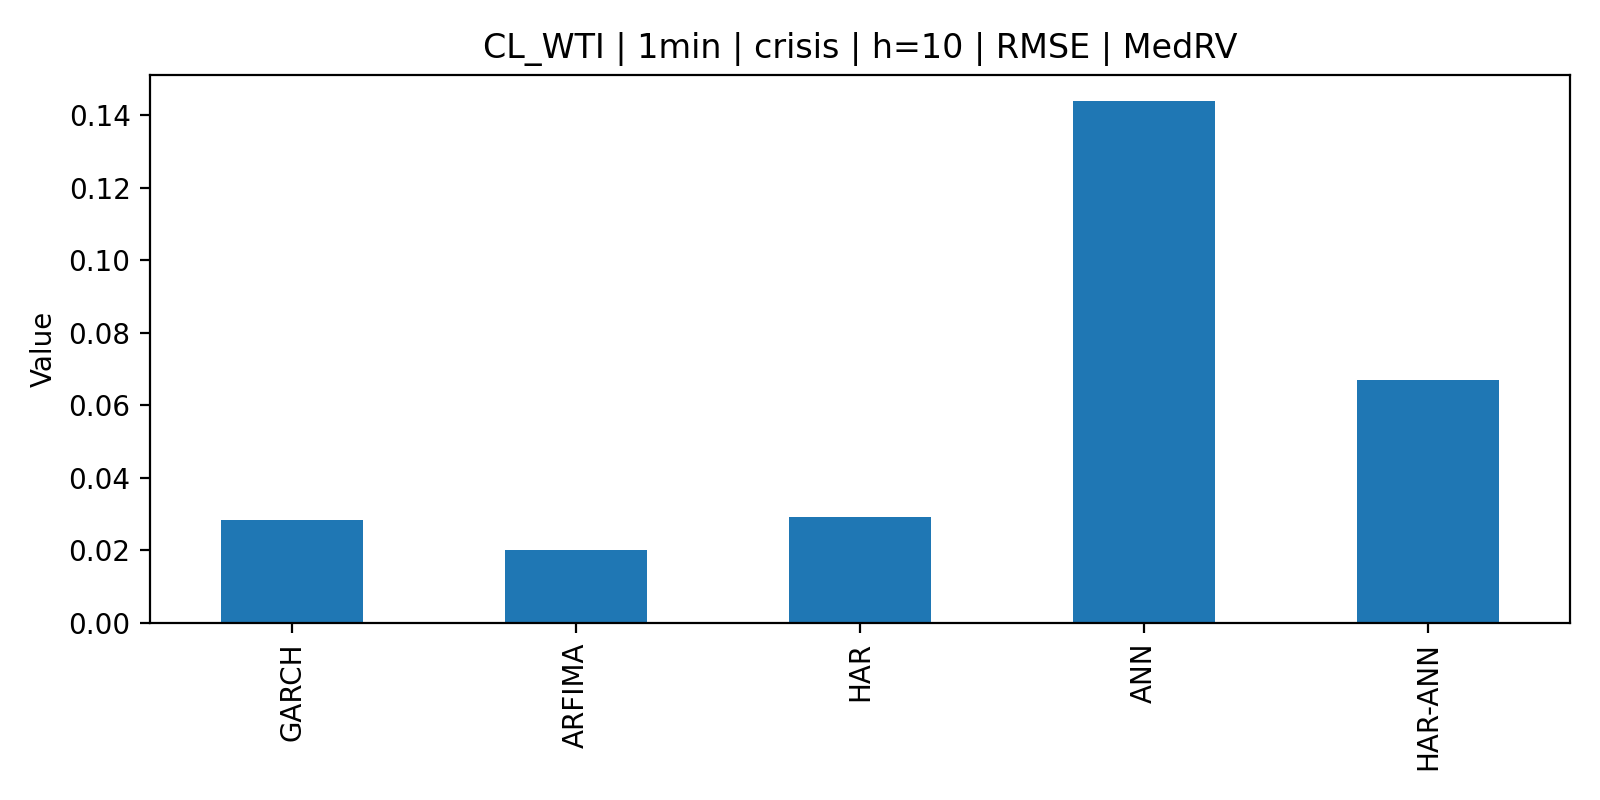 CL_WTI | 1min | crisis | h=10 | RMSE | MedRV
Value
0.14
0.12
0.10
0.08
0.06
0.04
0.02
0.00
GARCH
ARFIMA
HAR
ANN
HAR-ANN